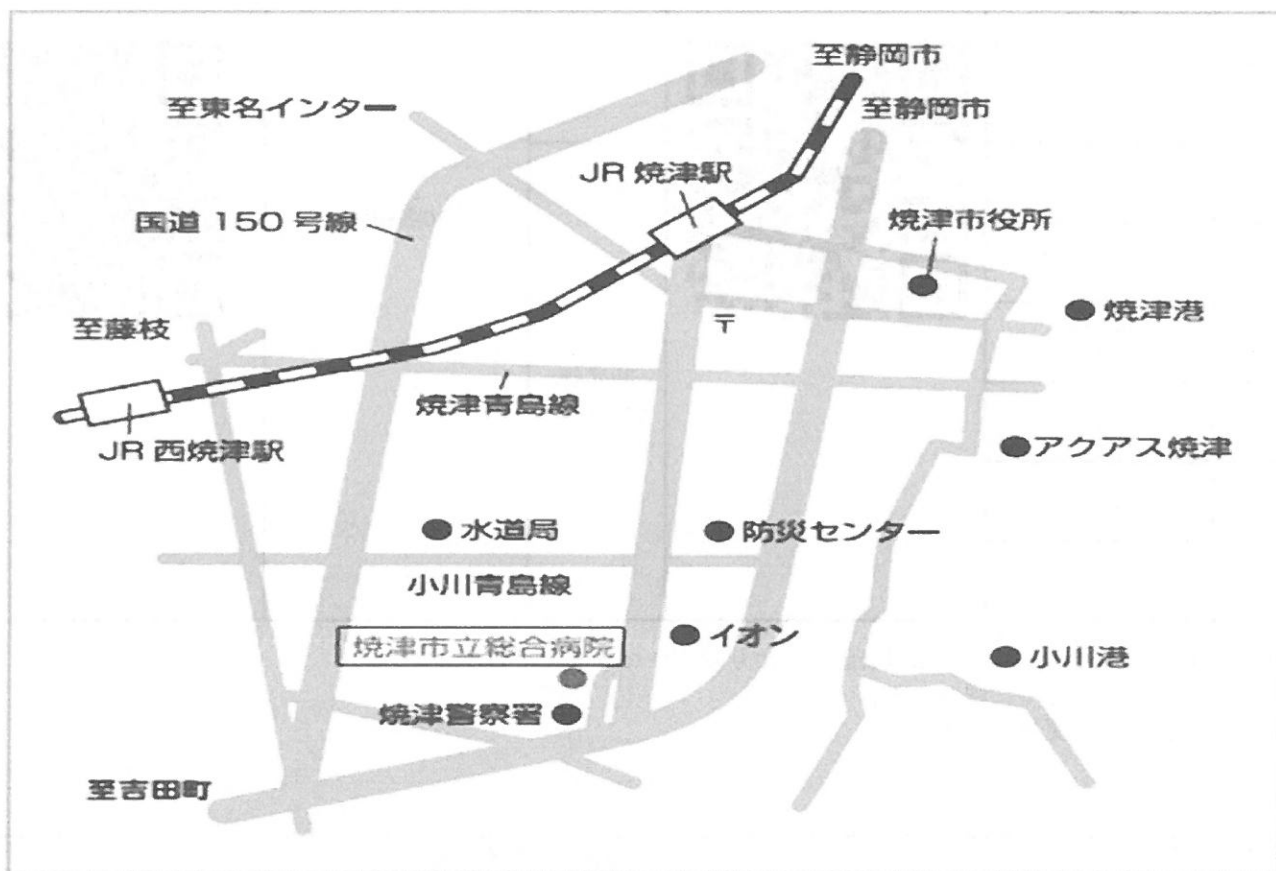 至静岡市
至東名インター
至静岡市
JR 焼津駅
国道 150 号線
焼津市役所
焼津港
〒
至藤枝
焼津青島線
JR 西焼津駅
アクアス焼津
水道局
防災センター
小川青島線
焼津市立総合病院
イオン
小川港
焼津警察署
至吉田町